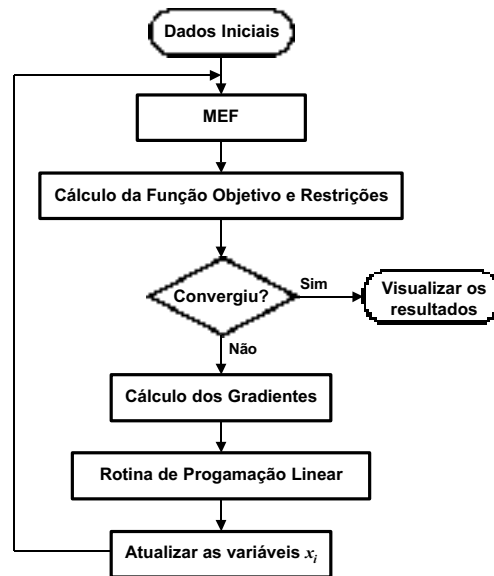 Dados Iniciais
MEF
Cálculo da Função Objetivo e Restrições
Convergiu?
Sim
Visualizar os
resultados
Não
Cálculo dos Gradientes
Rotina de Progamação Linear
Atualizar as variáveis xᵢ